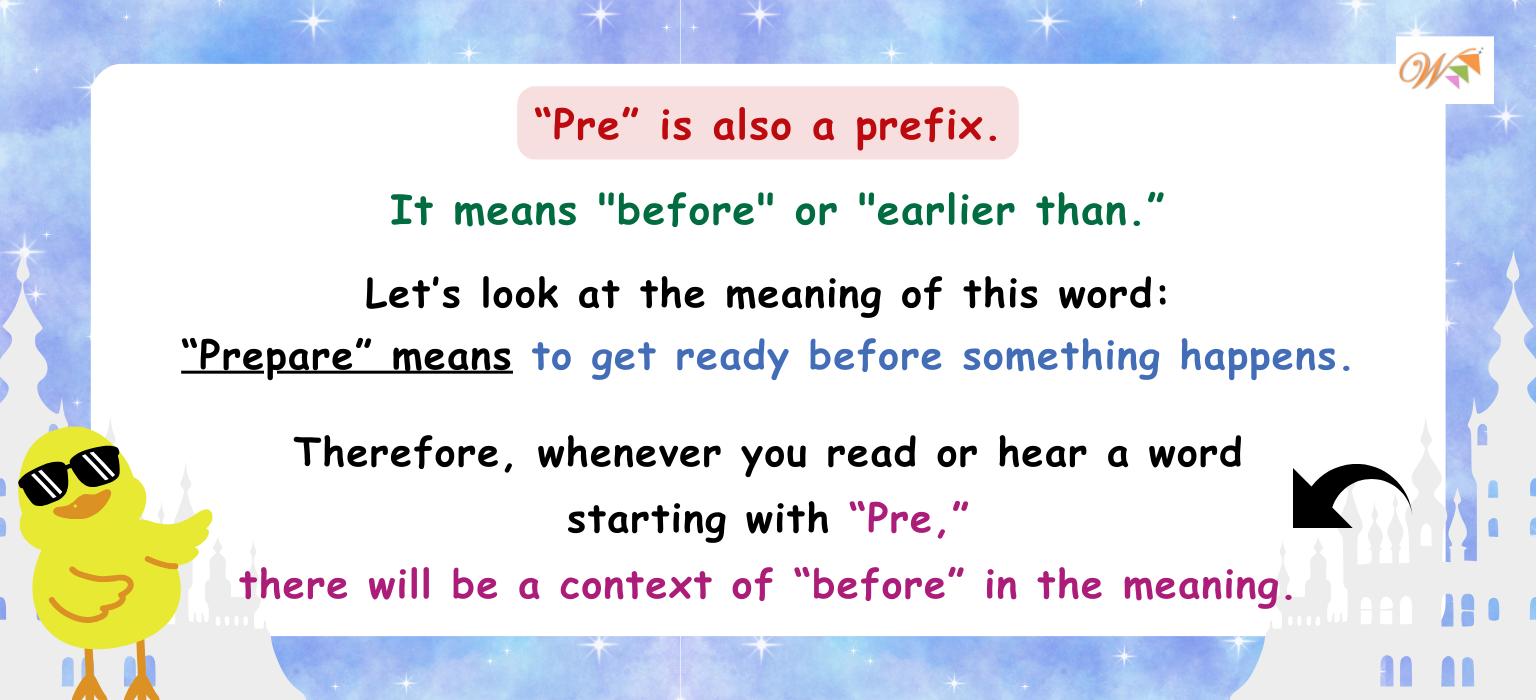 “Pre” is also a prefix.
It means "before" or "earlier than.”
Let’s look at the meaning of this word:
“Prepare” means to get ready before something happens.
Therefore, whenever you read or hear a word
starting with “Pre,”
there will be a context of “before” in the meaning.
W